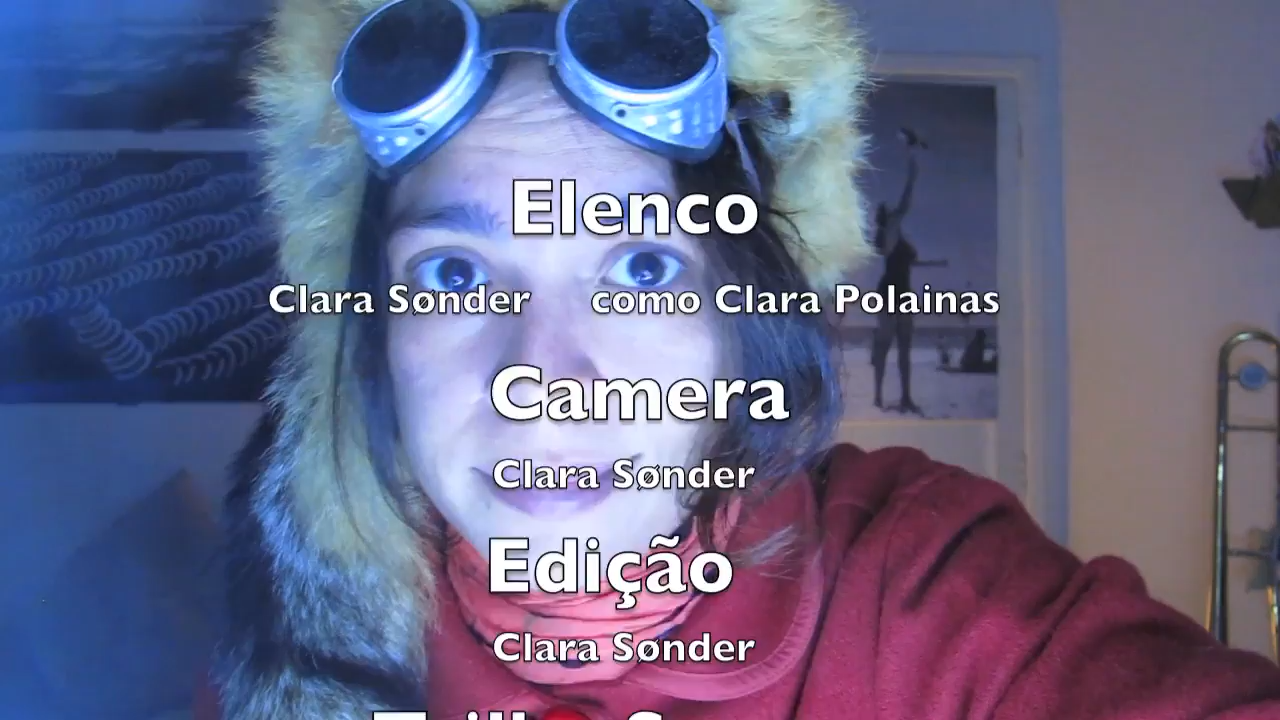 Elenco
Clara Sønder como Clara Polainas
Camera
Clara Sønder
Edição
Clara Sønder